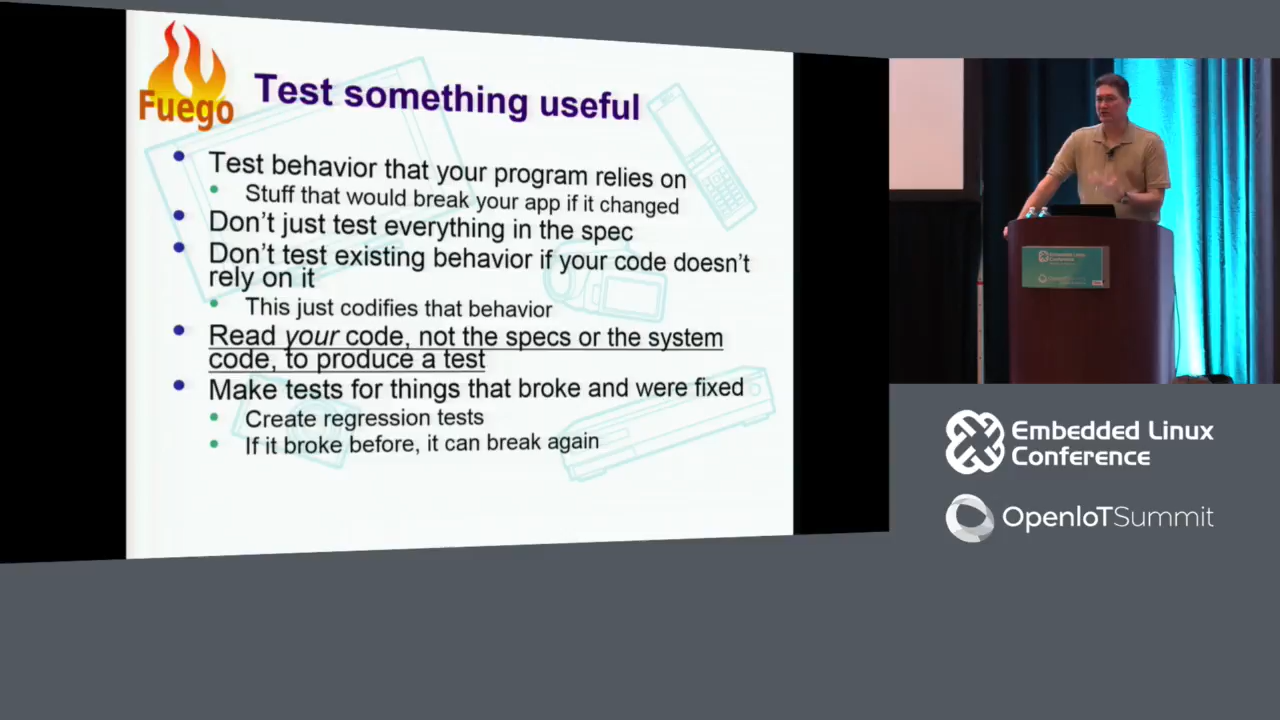 Fuego
Test something useful
Test behavior that your program relies on
Stuff that would break your app if it changed
Don't just test everything in the spec
Don't test existing behavior if your code doesn't
rely on it
This just codifies that behavior
Read your code, not the specs or the system
code, to produce a test
Make tests for things that broke and were fixed
Create regression tests
If it broke before, it can break again
Embedded Linux
Conference
Embedded Linux
Conference
OpenIoTSummit